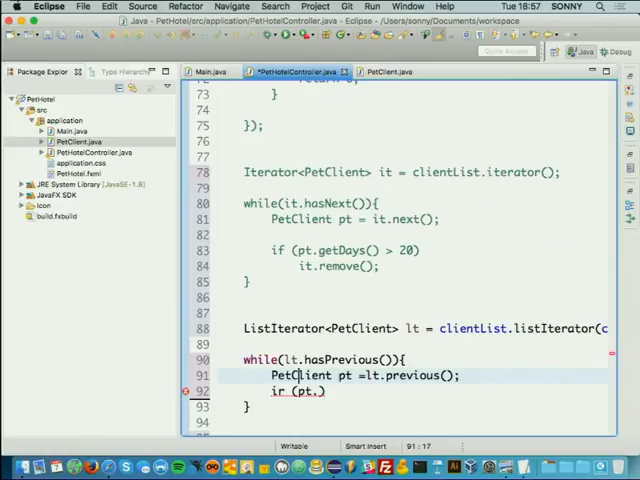 Eclipse File Edit Source Refactor Navigate Search Project Run Window Help Tue 18:57 SONNY
Java - PetHotel/src/application/PetHotelController.java - Eclipse - /Users/sonny/Documents/workspace
Quick Access Java Debug
Package Explor Type Hierarchy Main.java *PetHotelController.java PetClient.java
PetHotel
src
application
Main.java
PetClient.java
PetHotelController.java
application.css
PetHotel.fxml
JRE System Library [JavaSE-1.8]
JavaFX SDK
Icon
build.fxbuild
73 }
74
75 });
76
77
78 Iterator<PetClient> it = clientList.iterator();
79
80 while(it.hasNext()){
81 PetClient pt = it.next();
82
83 if (pt.getDays() > 20)
84 it.remove();
85 }
86
87
88 ListIterator<PetClient> lt = clientList.listIterator(c
89
90 while(lt.hasPrevious()){
91 PetClient pt =lt.previous();
92 ir (pt.)
93 }
94
Writable Smart Insert 91 : 17